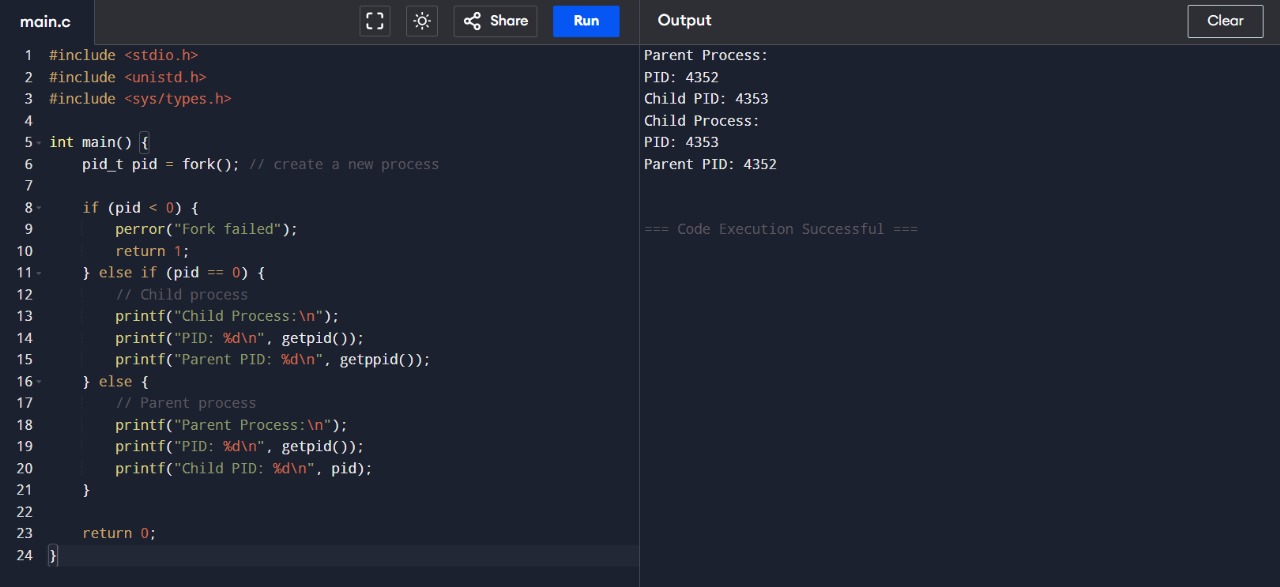 main.c
Share
Run
Output
Clear
1 #include <stdio.h>
2 #include <unistd.h>
3 #include <sys/types.h>
4
5 int main() {
6     pid_t pid = fork(); // create a new process
7
8     if (pid < 0) {
9         perror("Fork failed");
10         return 1;
11     } else if (pid == 0) {
12         // Child process
13         printf("Child Process:\n");
14         printf("PID: %d\n", getpid());
15         printf("Parent PID: %d\n", getppid());
16     } else {
17         // Parent process
18         printf("Parent Process:\n");
19         printf("PID: %d\n", getpid());
20         printf("Child PID: %d\n", pid);
21     }
22
23     return 0;
24 }
Parent Process:
PID: 4352
Child PID: 4353
Child Process:
PID: 4353
Parent PID: 4352
=== Code Execution Successful ===